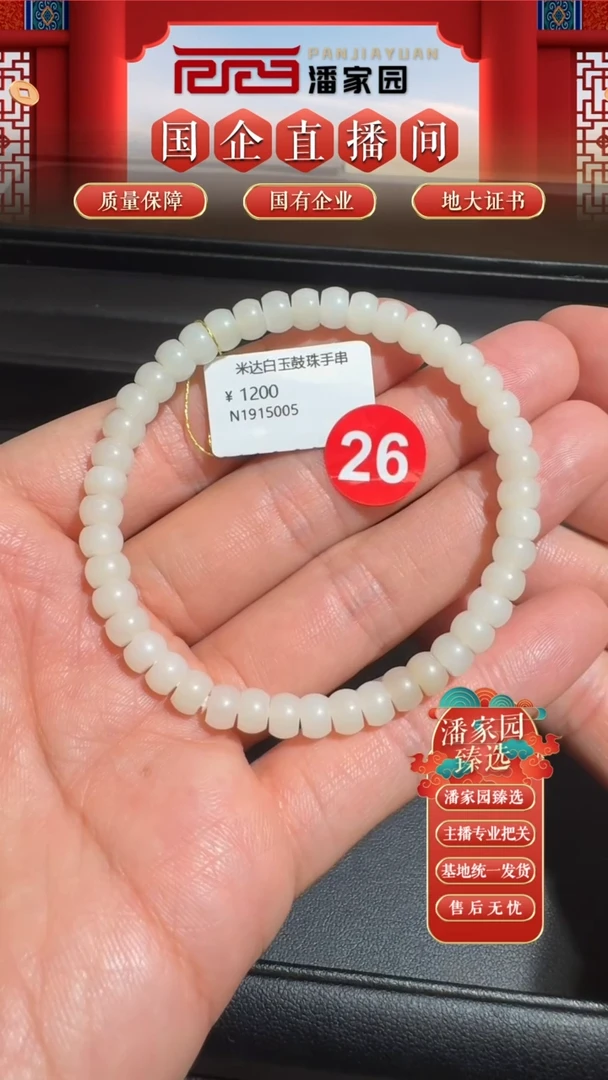 PANJIAYUAN
潘家园
国企直播间
质量保障
国有企业
地大证书
米达白玉鼓珠手串
¥ 1200
N1915005
26
潘家园
臻选
潘家园臻选
主播专业把关
基地统一发货
售后无忧